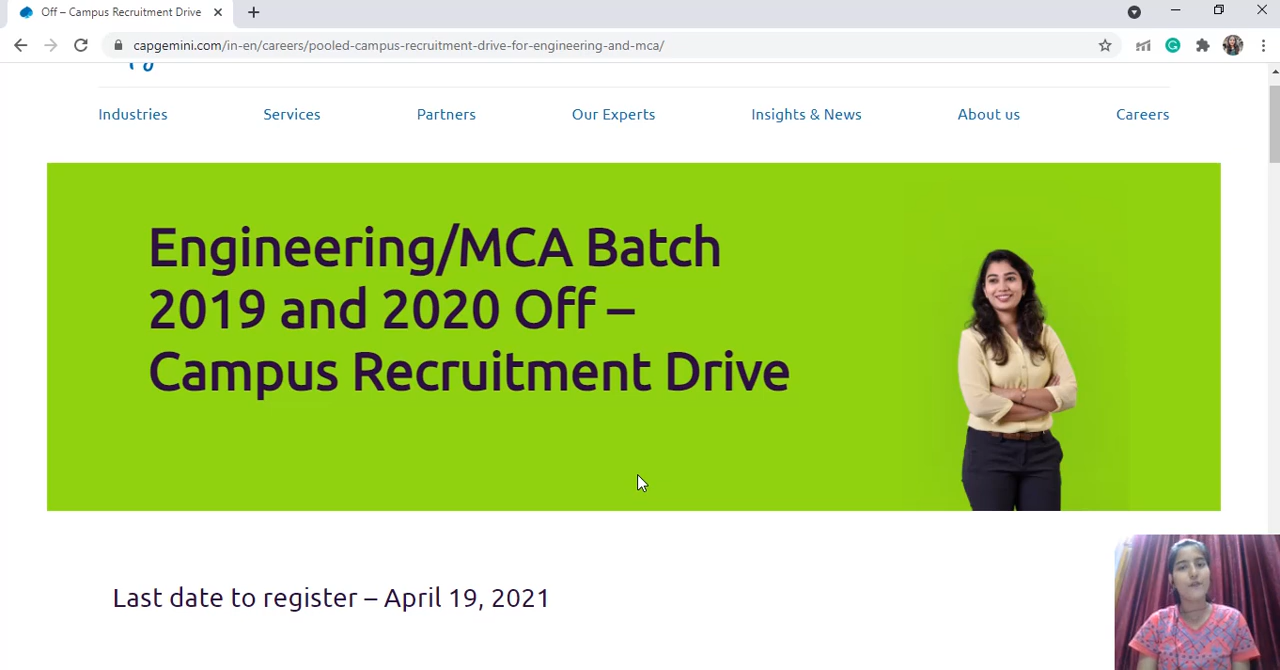 Off – Campus Recruitment Drive
capgemini.com/in-en/careers/pooled-campus-recruitment-drive-for-engineering-and-mca/
Industries Services Partners Our Experts Insights & News About us Careers
Engineering/MCA Batch
2019 and 2020 Off –
Campus Recruitment Drive
Last date to register – April 19, 2021